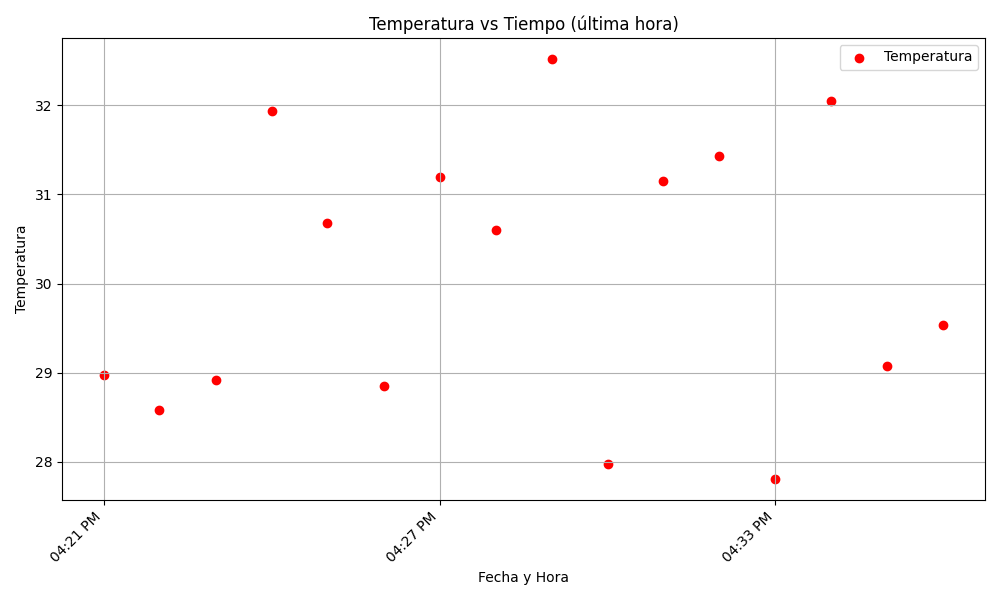 Temperatura vs Tiempo (última hora)
Temperatura
Temperatura
32
31
30
29
28
04:21 PM
04:27 PM
04:33 PM
Fecha y Hora